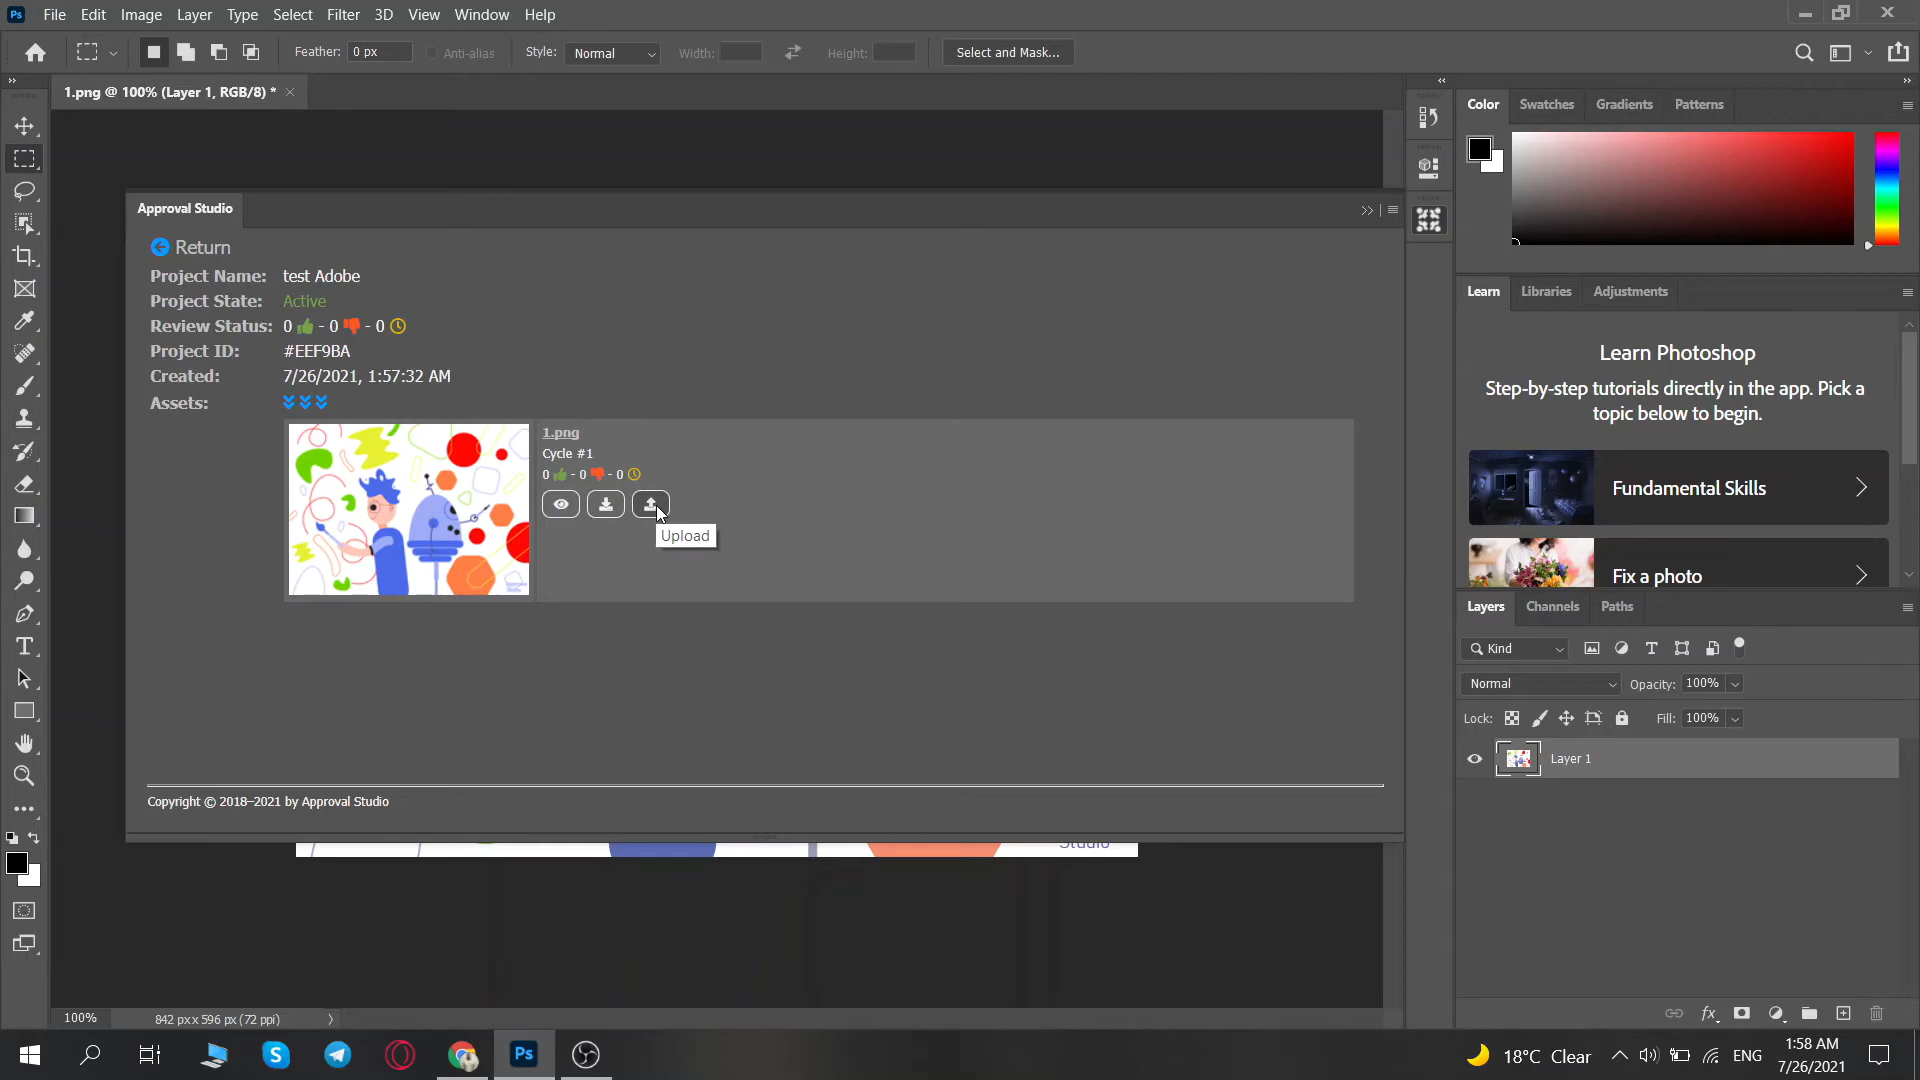 Ps File Edit Image Layer Type Select Filter 3D View Window Help
Feather: 0 px Anti-alias Style: Normal Width: Height: Select and Mask...
1.png @ 100% (Layer 1, RGB/8) *
Color Swatches Gradients Patterns
Approval Studio
Return
Project Name: test Adobe
Project State: Active
Review Status: 0 - 0 - 0
Project ID: #EEF9BA
Created: 7/26/2021, 1:57:32 AM
Assets:
1.png
Cycle #1
0 - 0 - 0
Upload
Copyright © 2018–2021 by Approval Studio
Studio
Learn Libraries Adjustments
Learn Photoshop
Step-by-step tutorials directly in the app. Pick a
topic below to begin.
Fundamental Skills
Fix a photo
Layers Channels Paths
Kind
Normal Opacity: 100%
Lock: Fill: 100%
Layer 1
100% 842 px x 596 px (72 ppi)
Ps 18°C Clear ENG 1:58 AM
7/26/2021